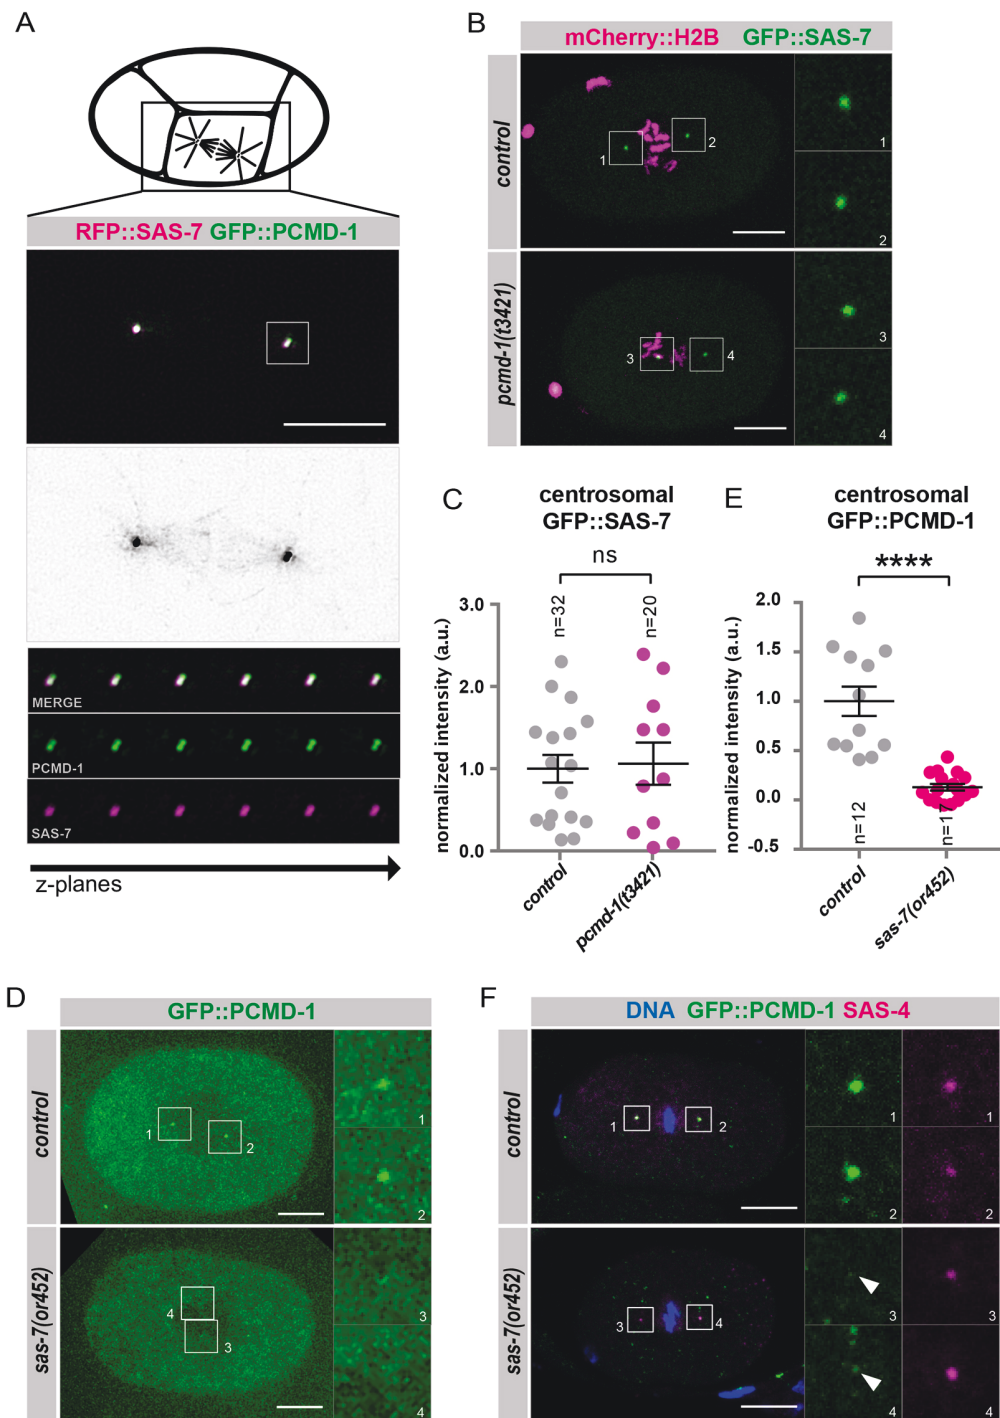 A
RFP::SAS-7 GFP::PCMD-1
MERGE
PCMD-1
SAS-7
z-planes
B
mCherry::H2B GFP::SAS-7
control
1
2
1
2
pcmd-1(t3421)
3
4
3
4
C
centrosomal
GFP::SAS-7
ns
normalized intensity (a.u.)
3.0
2.0
1.0
0.0
n=32
n=20
control
pcmd-1(t3421)
E
centrosomal
GFP::PCMD-1
****
normalized intensity (a.u.)
2.0
1.5
1.0
0.5
0.0
-0.5
n=12
n=17
control
sas-7(or452)
D
GFP::PCMD-1
control
1
2
1
2
sas-7(or452)
4
3
3
4
F
DNA GFP::PCMD-1 SAS-4
control
1
2
1
1
2
2
sas-7(or452)
3
4
3
3
4
4